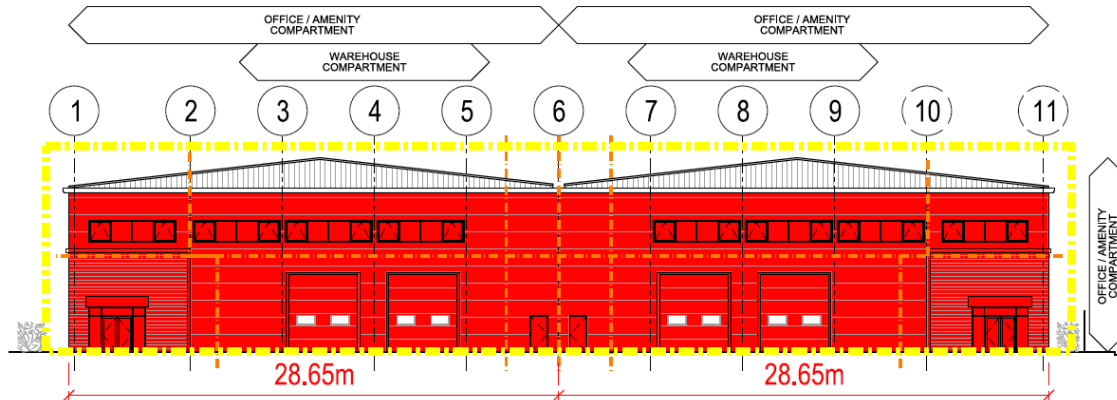 OFFICE / AMENITY
COMPARTMENT
OFFICE / AMENITY
COMPARTMENT
WAREHOUSE
COMPARTMENT
WAREHOUSE
COMPARTMENT
1 2 3 4 5 6 7 8 9 10 11
OFFICE / AMENITY
COMPARTMENT
28.65m 28.65m